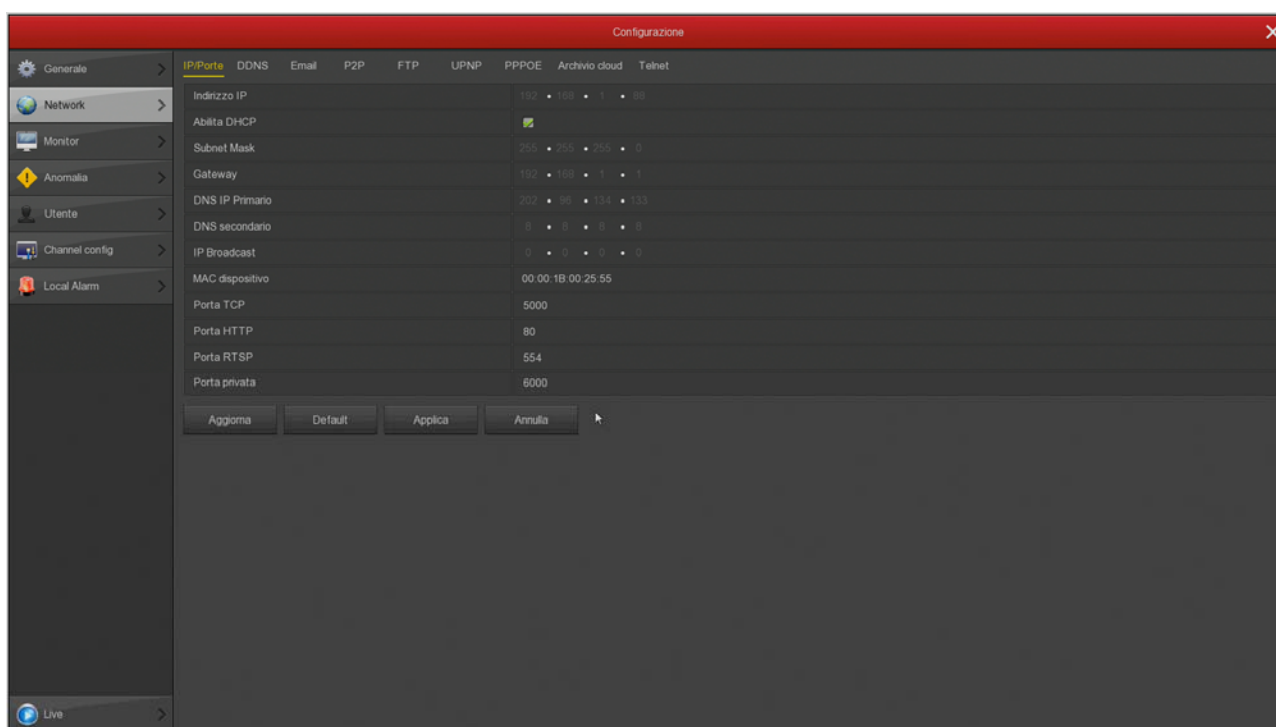 Configurazione
Generale
Network
Monitor
Anomalia
Utente
Channel config
Local Alarm
Live
IP/Porte DDNS Email P2P FTP UPNP PPPOE Archivio cloud Telnet
Indirizzo IP 192 • 168 • 1 • 88
Abilita DHCP
Subnet Mask 255 • 255 • 255 • 0
Gateway 192 • 168 • 1 • 1
DNS IP Primario 202 • 96 • 134 • 133
DNS secondario 8 • 8 • 8 • 8
IP Broadcast 0 • 0 • 0 • 0
MAC dispositivo 00:00:1B:00:25:55
Porta TCP 5000
Porta HTTP 80
Porta RTSP 554
Porta privata 6000
Aggiorna Default Applica Annulla